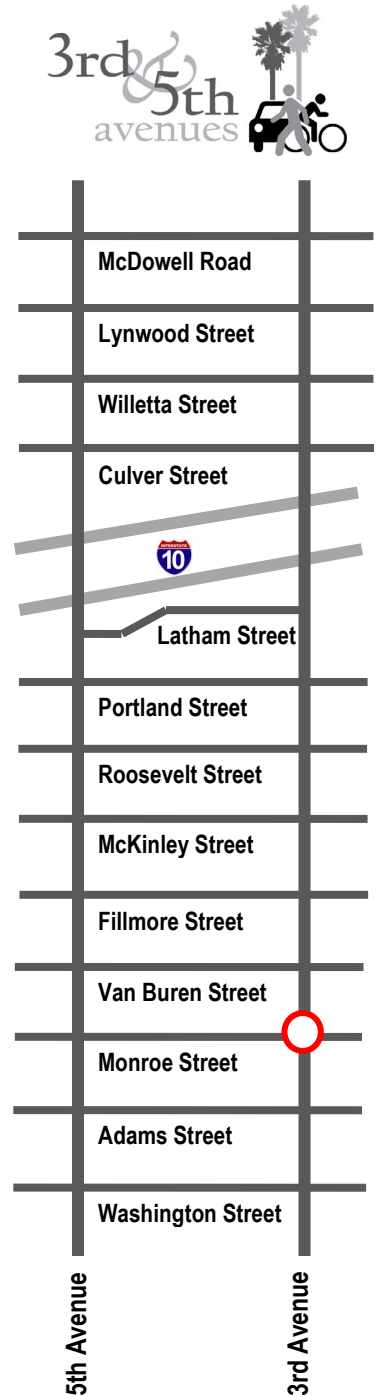 3rd &
5th
avenues
McDowell Road
Lynwood Street
Willetta Street
Culver Street
INTERSTATE
10
Latham Street
Portland Street
Roosevelt Street
McKinley Street
Fillmore Street
Van Buren Street
Monroe Street
Adams Street
Washington Street
5th Avenue
3rd Avenue